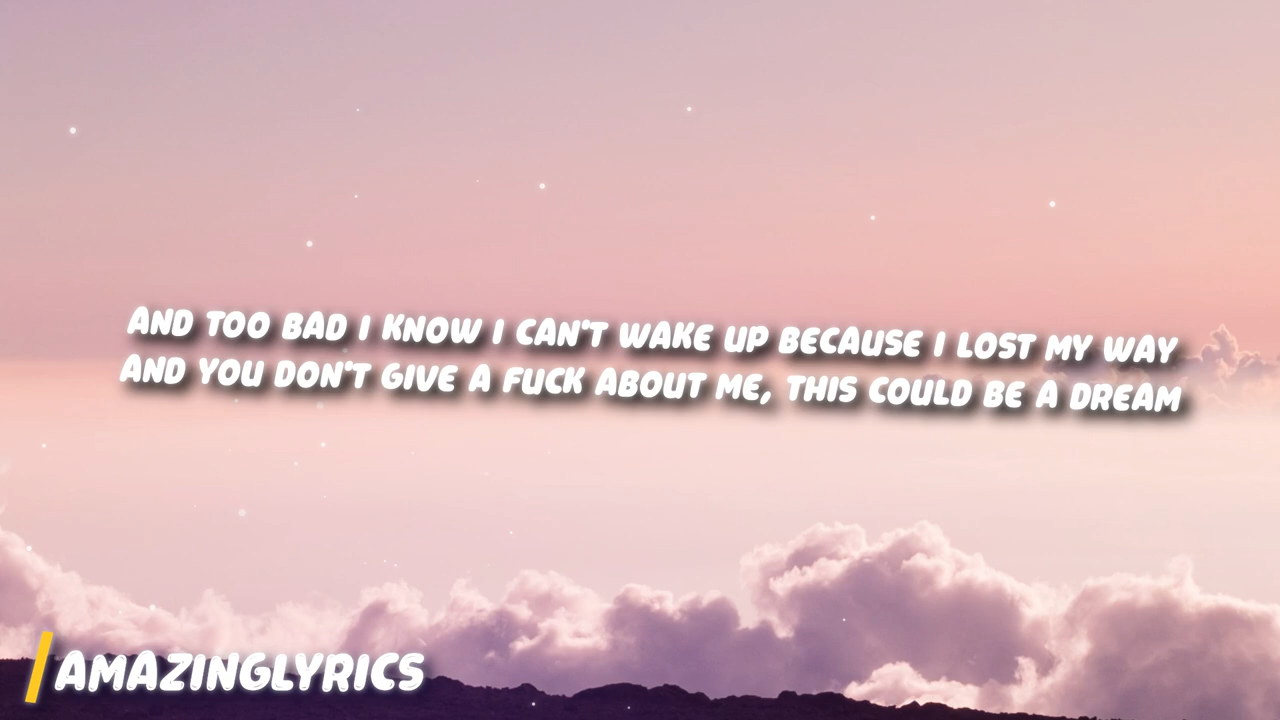 AND TOO BAD I KNOW I CAN'T WAKE UP BECAUSE I LOST MY WAY
AND YOU DON'T GIVE A FUCK ABOUT ME, THIS COULD BE A DREAM
AMAZINGLYRICS